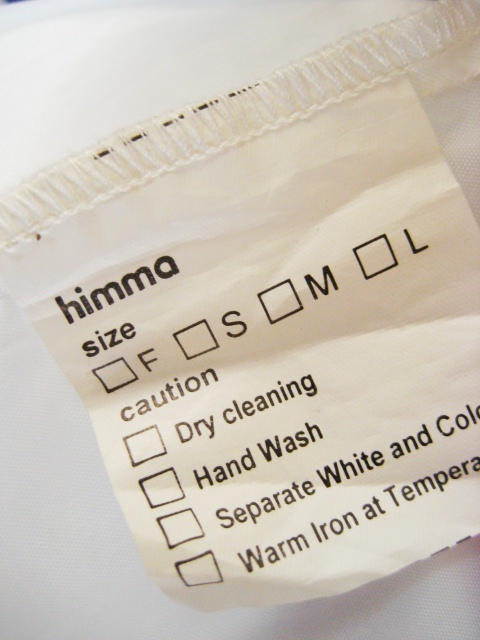 himma
size
F S M L
caution
Dry cleaning
Hand Wash
Separate White and
Warm Iron at